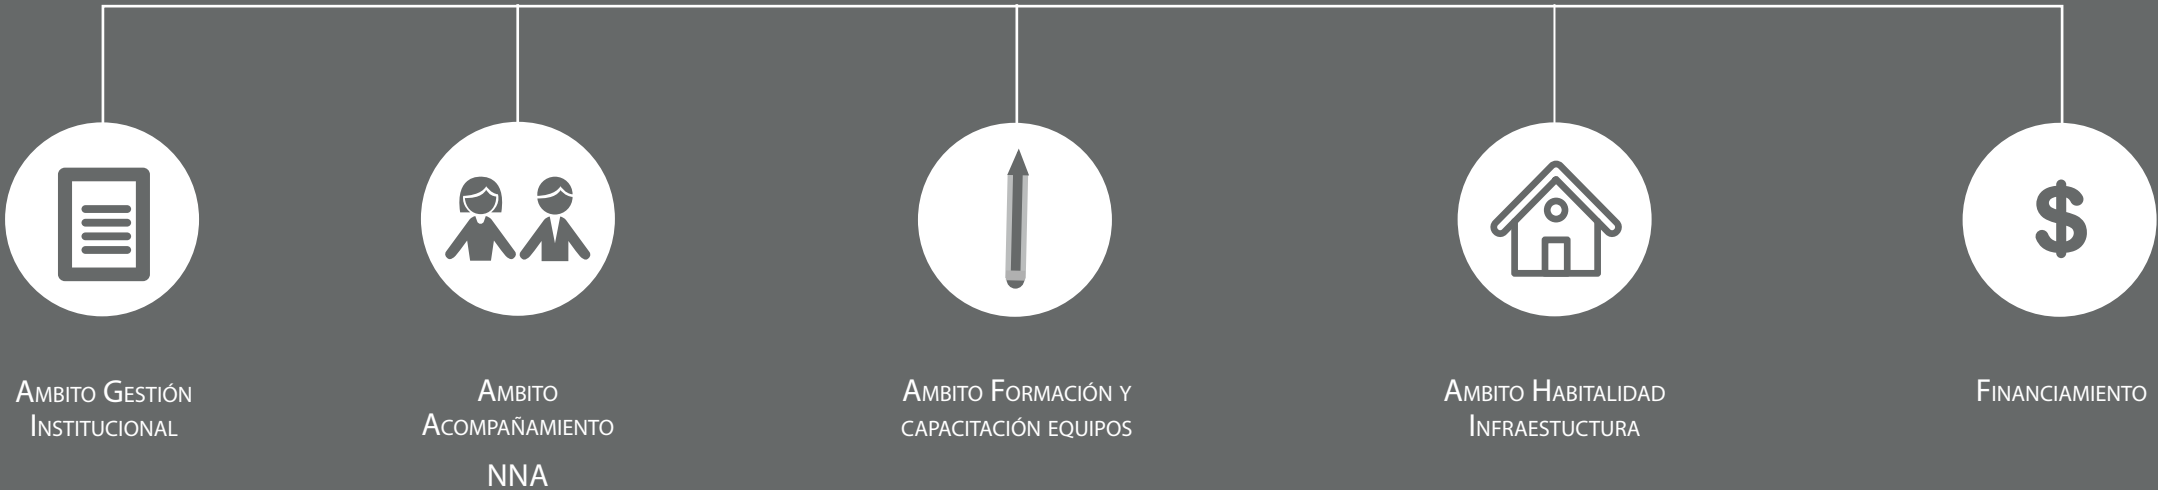 Ambito Gestión
Institucional
Ambito
Acompañamiento
NNA
Ambito Formación y
capacitación equipos
Ambito Habitalidad
Infraestuctura
$
Financiamiento